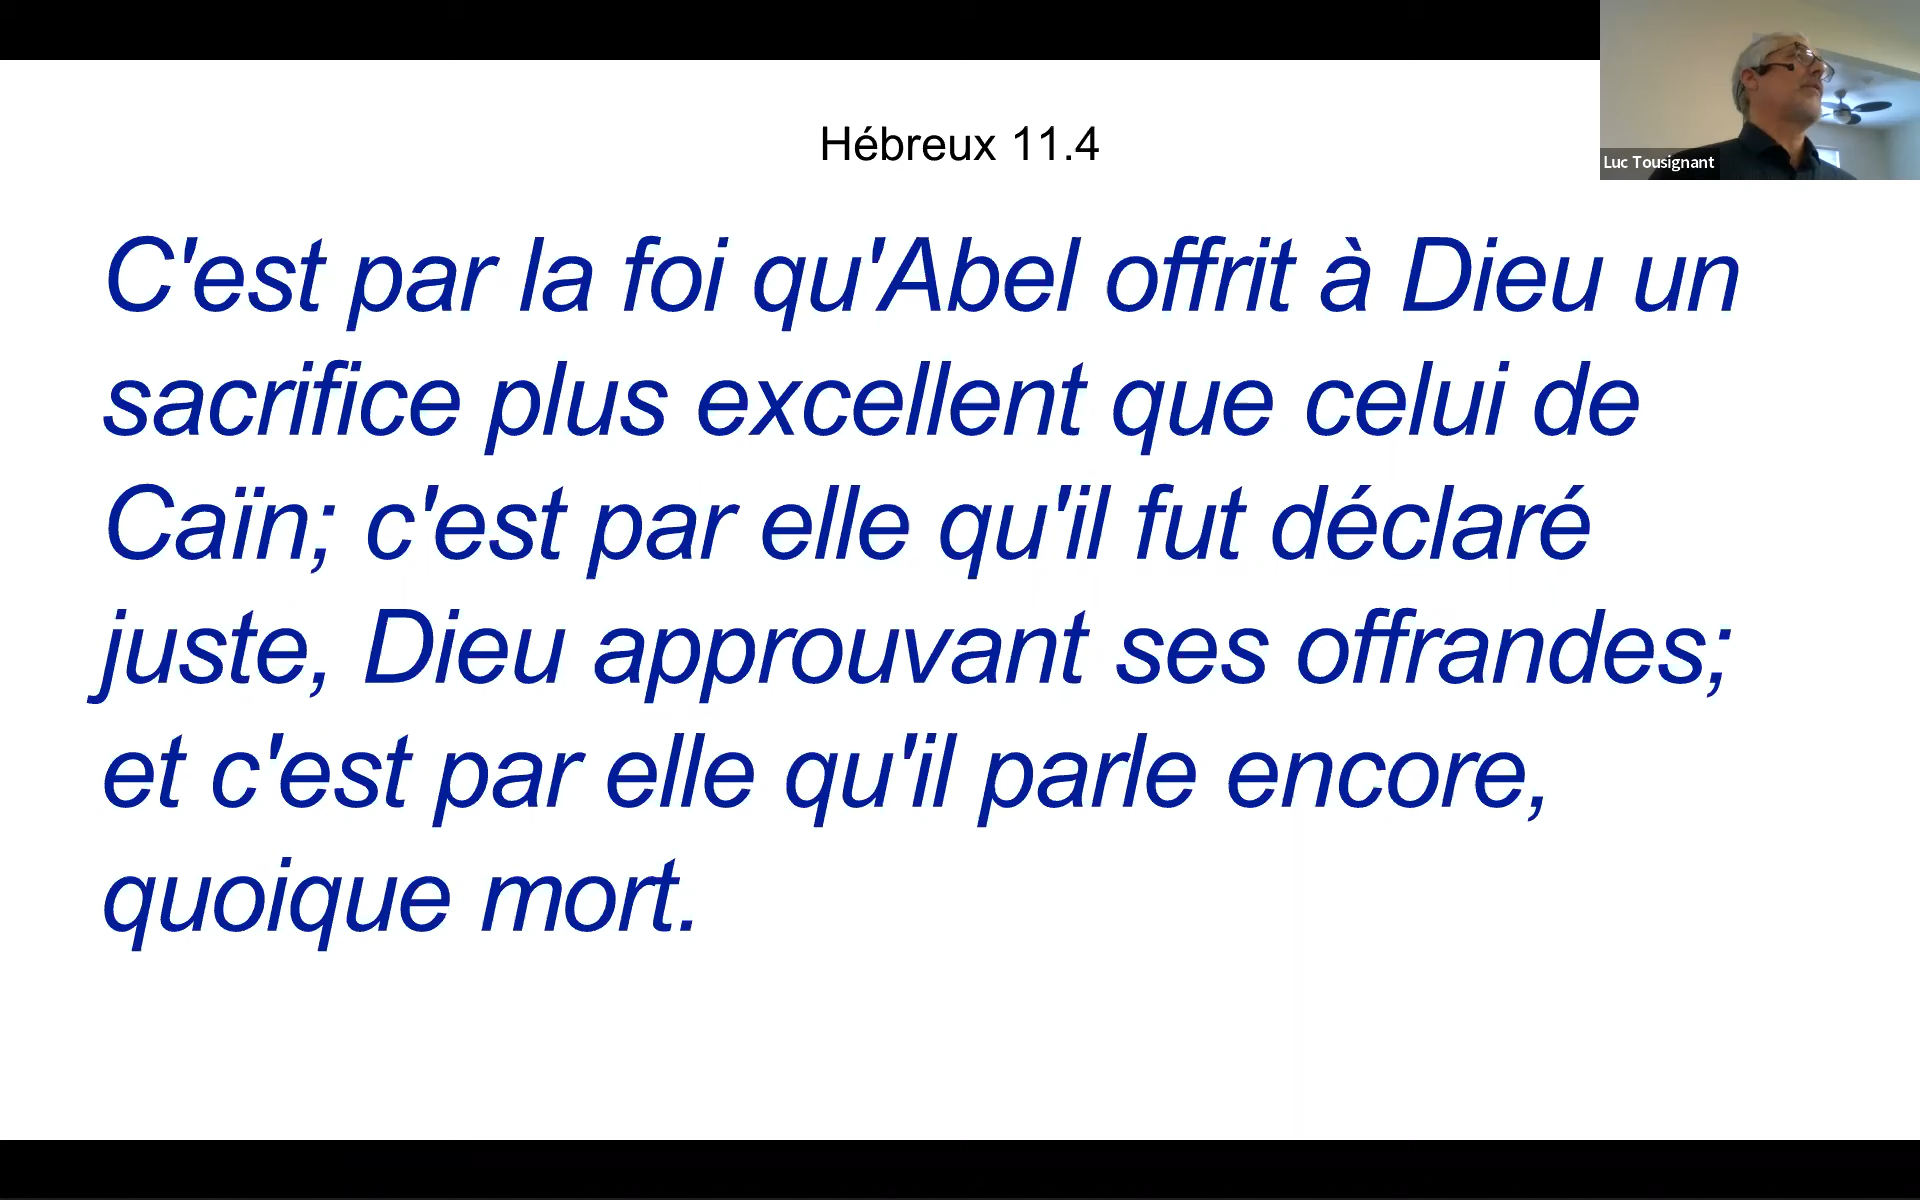 Hébreux 11.4
Luc Tousignant
C'est par la foi qu'Abel offrit à Dieu un
sacrifice plus excellent que celui de
Caïn; c'est par elle qu'il fut déclaré
juste, Dieu approuvant ses offrandes;
et c'est par elle qu'il parle encore,
quoique mort.